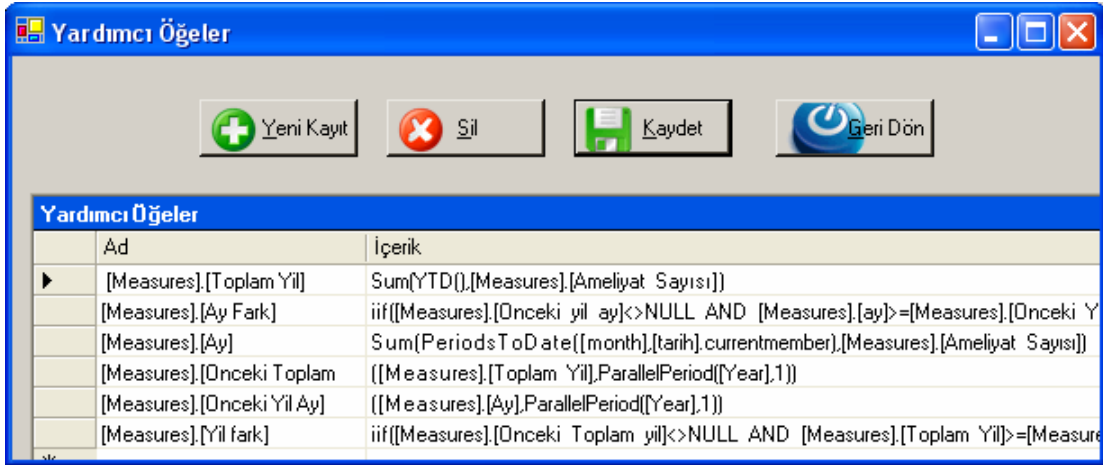 Yardımcı Öğeler
Yeni Kayıt Sil Kaydet Geri Dön
Yardımcı Öğeler
Ad İçerik
[Measures].[Toplam Yil] Sum(YTD(),[Measures].[Ameliyat Sayısı])
[Measures].[Ay Fark] iif([Measures].[Onceki yil ay]<>NULL AND [Measures].[ay]>=[Measures].[Onceki Y
[Measures].[Ay] Sum(PeriodsToDate([month],[tarih].currentmember),[Measures].[Ameliyat Sayısı])
[Measures].[Onceki Toplam ([Measures].[Toplam Yil],ParallelPeriod([Year],1))
[Measures].[Onceki Yil Ay] ([Measures].[Ay],ParallelPeriod([Year],1))
[Measures].[Yil fark] iif([Measures].[Onceki Toplam yil]<>NULL AND [Measures].[Toplam Yil]>=[Measure